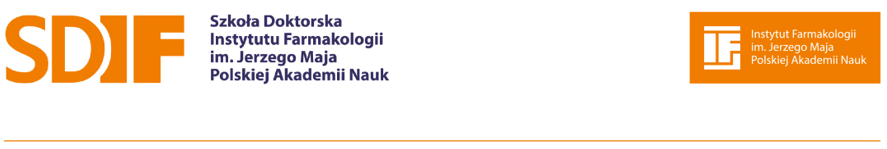 SDIF
Szkoła Doktorska
Instytutu Farmakologii
im. Jerzego Maja
Polskiej Akademii Nauk
IF
Instytut Farmakologii
im. Jerzego Maja
Polskiej Akademii Nauk